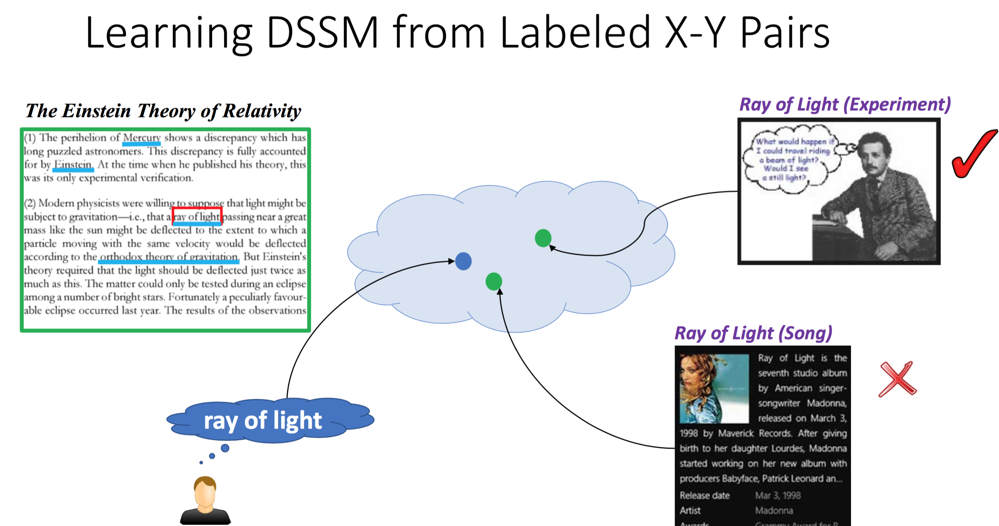 Learning DSSM from Labeled X-Y Pairs
The Einstein Theory of Relativity
(1) The perihelion of Mercury shows a discrepancy which has
long puzzled astronomers. This discrepancy is fully accounted
for by Einstein. At the time when he published his theory, this
was its only experimental verification.
(2) Modern physicists were willing to suppose that light might be
subject to gravitation—i.e., that a ray of light passing near a great
mass like the sun might be deflected to the extent to which a
particle moving with the same velocity would be deflected
according to the orthodox theory of gravitation. But Einstein's
theory required that the light should be deflected just twice as
much as this. The matter could only be tested during an eclipse
among a number of bright stars. Fortunately a peculiarly favour-
able eclipse occurred last year. The results of the observations
ray of light
Ray of Light (Experiment)
What would happen if
I could travel riding
a beam of light?
Would I see
a still light?
Ray of Light (Song)
Ray of Light is the
seventh studio album
by American singer-
songwriter Madonna,
released on March 3,
1998 by Maverick Records. After giving
birth to her daughter Lourdes, Madonna
started working on her new album with
producers Babyface, Patrick Leonard an...
Release date Mar 3, 1998
Artist Madonna
Awards Grammy Award for